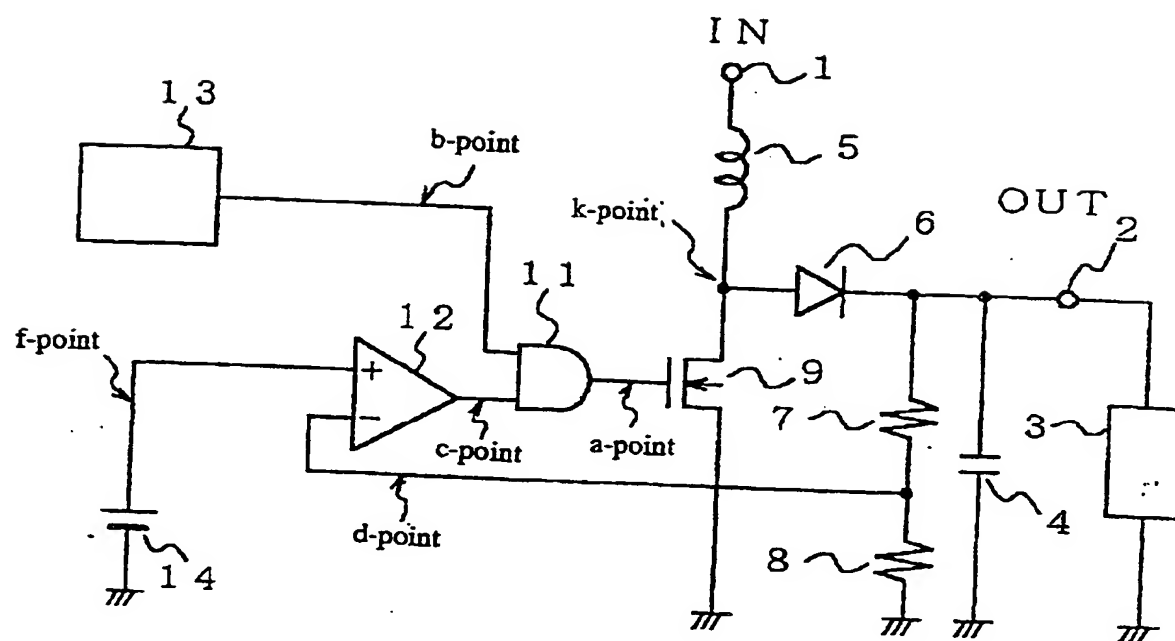 IN
1
13
b-point
5
k-point
OUT
2
6
11
12
f-point
+
9
−
7
3
c-point
a-point
4
d-point
8
14